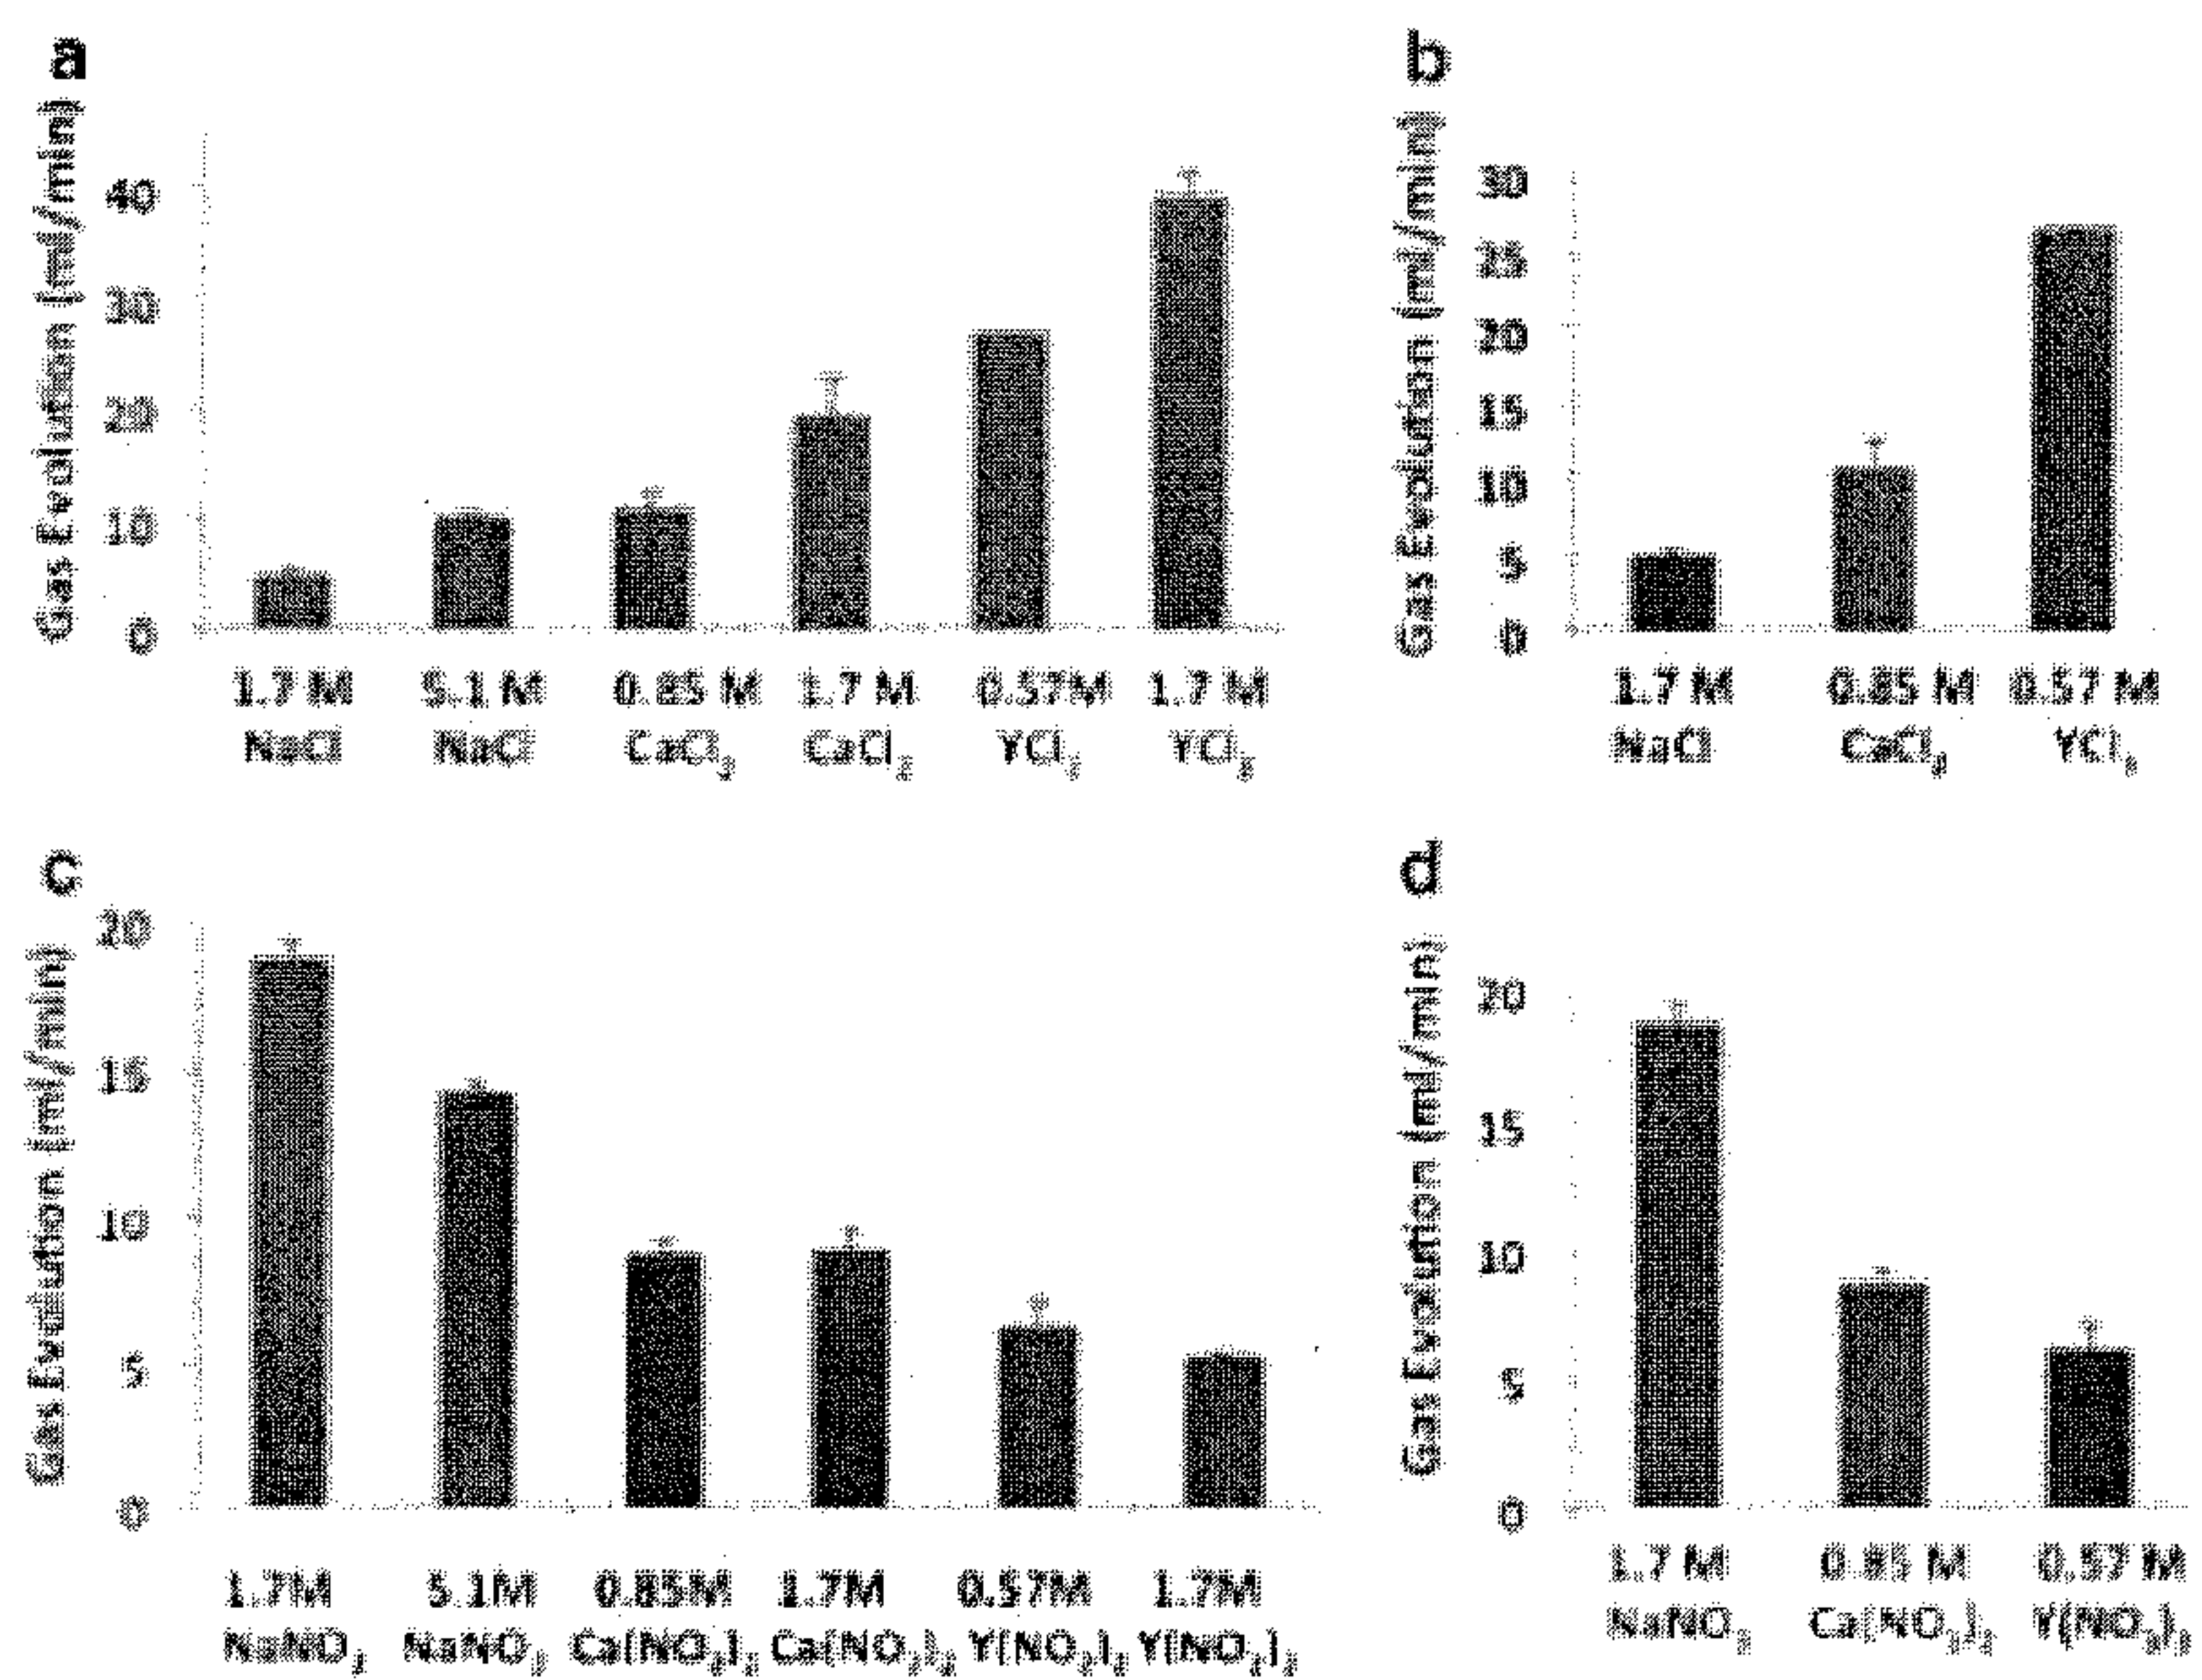 a
Gas Evolution (ml/min)
40
30
20
10
0
1.7 M 5.1 M 0.85 M 1.7 M 0.57M 1.7 M
NaCl NaCl CaCl₂ CaCl₂ YCl₃ YCl₃
b
Gas Evolution (ml/min)
30
25
20
15
10
5
0
1.7 M 0.85 M 0.57 M
NaCl CaCl₂ YCl₃
c
Gas Evolution (ml/min)
20
15
10
5
0
1.7M 5.1M 0.85M 1.7M 0.57M 1.7M
NaNO₃ NaNO₃ Ca(NO₃)₂ Ca(NO₃)₂ Y(NO₃)₃ Y(NO₃)₃
d
Gas Evolution (ml/min)
20
15
10
5
0
1.7 M 0.85 M 0.57 M
NaNO₃ Ca(NO₃)₂ Y(NO₃)₃